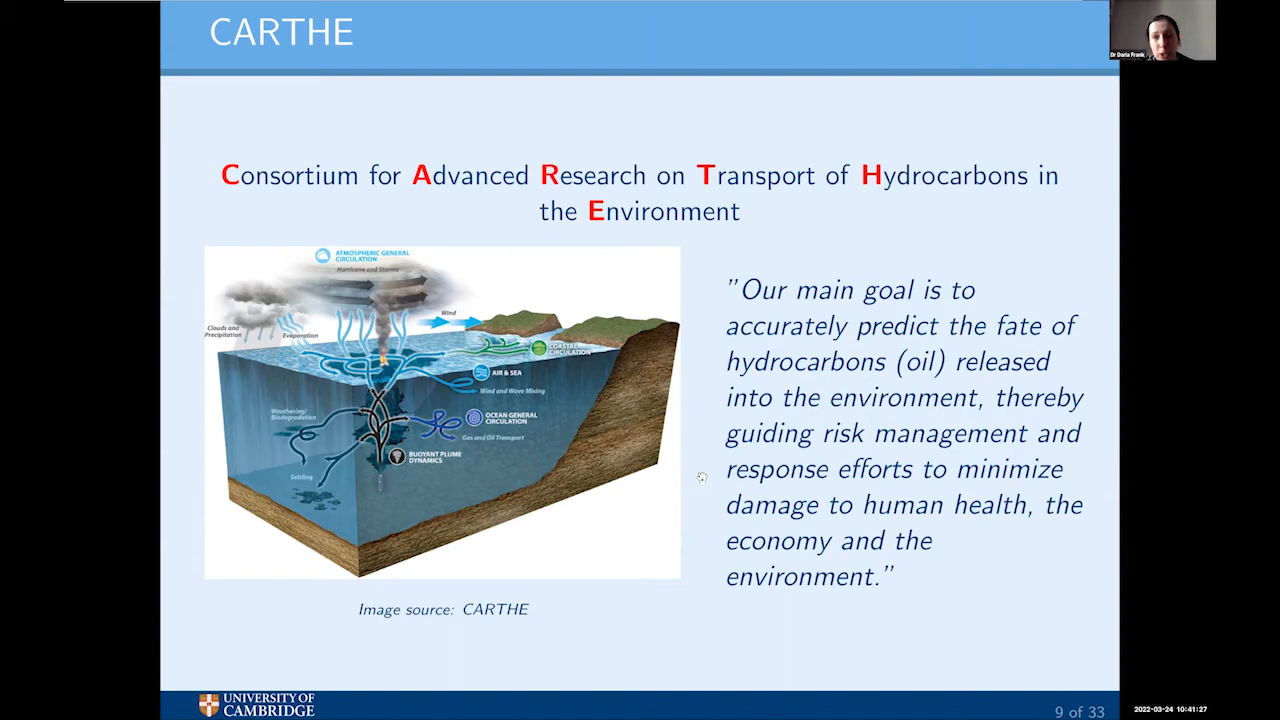 CARTHE
Dr Daria Frank
Consortium for Advanced Research on Transport of Hydrocarbons in
the Environment
ATMOSPHERIC GENERAL
CIRCULATION
Hurricane and Storms
Wind
Clouds and
Precipitation
Evaporation
COASTAL
CIRCULATION
AIR & SEA
Wind and Wave Mixing
Weathering/
Biodegradation
OCEAN GENERAL
CIRCULATION
Gas and Oil Transport
BUOYANT PLUME
DYNAMICS
Settling
Image source: CARTHE
"Our main goal is to
accurately predict the fate of
hydrocarbons (oil) released
into the environment, thereby
guiding risk management and
response efforts to minimize
damage to human health, the
economy and the
environment."
UNIVERSITY OF
CAMBRIDGE
9 of 33
2022-03-24 10:41:27